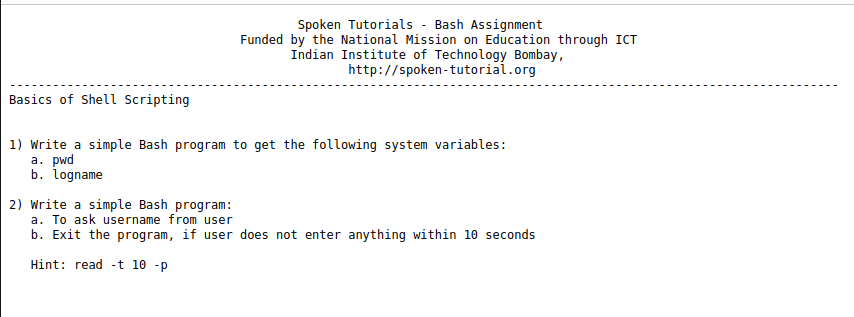 Spoken Tutorials - Bash Assignment
Funded by the National Mission on Education through ICT
Indian Institute of Technology Bombay,
http://spoken-tutorial.org
--------------------------------------------------------------------------------------------------------------------
Basics of Shell Scripting
1) Write a simple Bash program to get the following system variables:
a. pwd
b. logname
2) Write a simple Bash program:
a. To ask username from user
b. Exit the program, if user does not enter anything within 10 seconds
Hint: read -t 10 -p